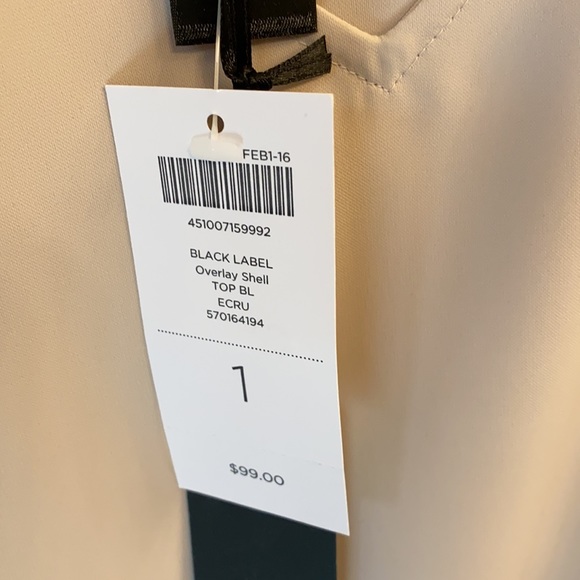 FEB1-16
451007159992
BLACK LABEL
Overlay Shell
TOP BL
ECRU
570164194
1
$99.00